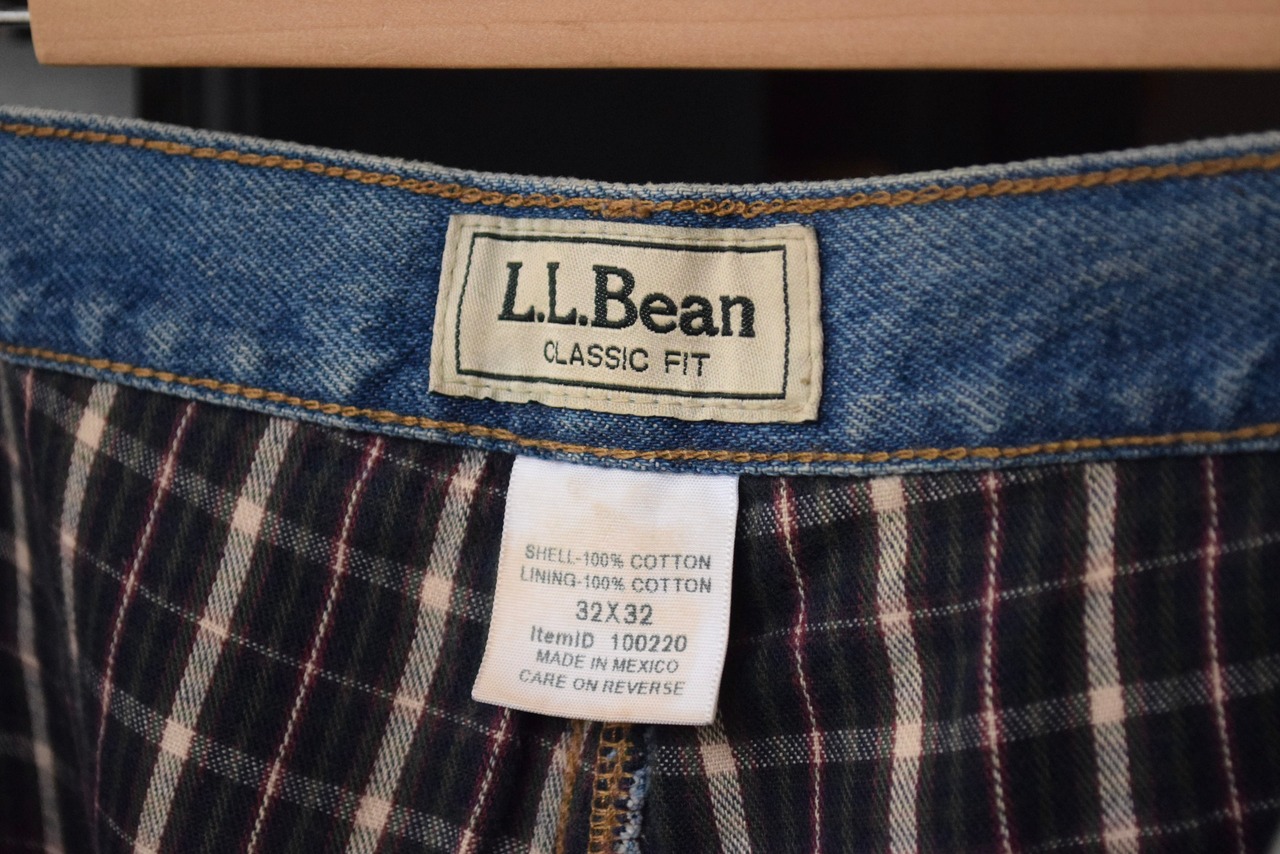 L.L.Bean
CLASSIC FIT
SHELL-100% COTTON
LINING-100% COTTON
32X32
ItemID 100220
MADE IN MEXICO
CARE ON REVERSE